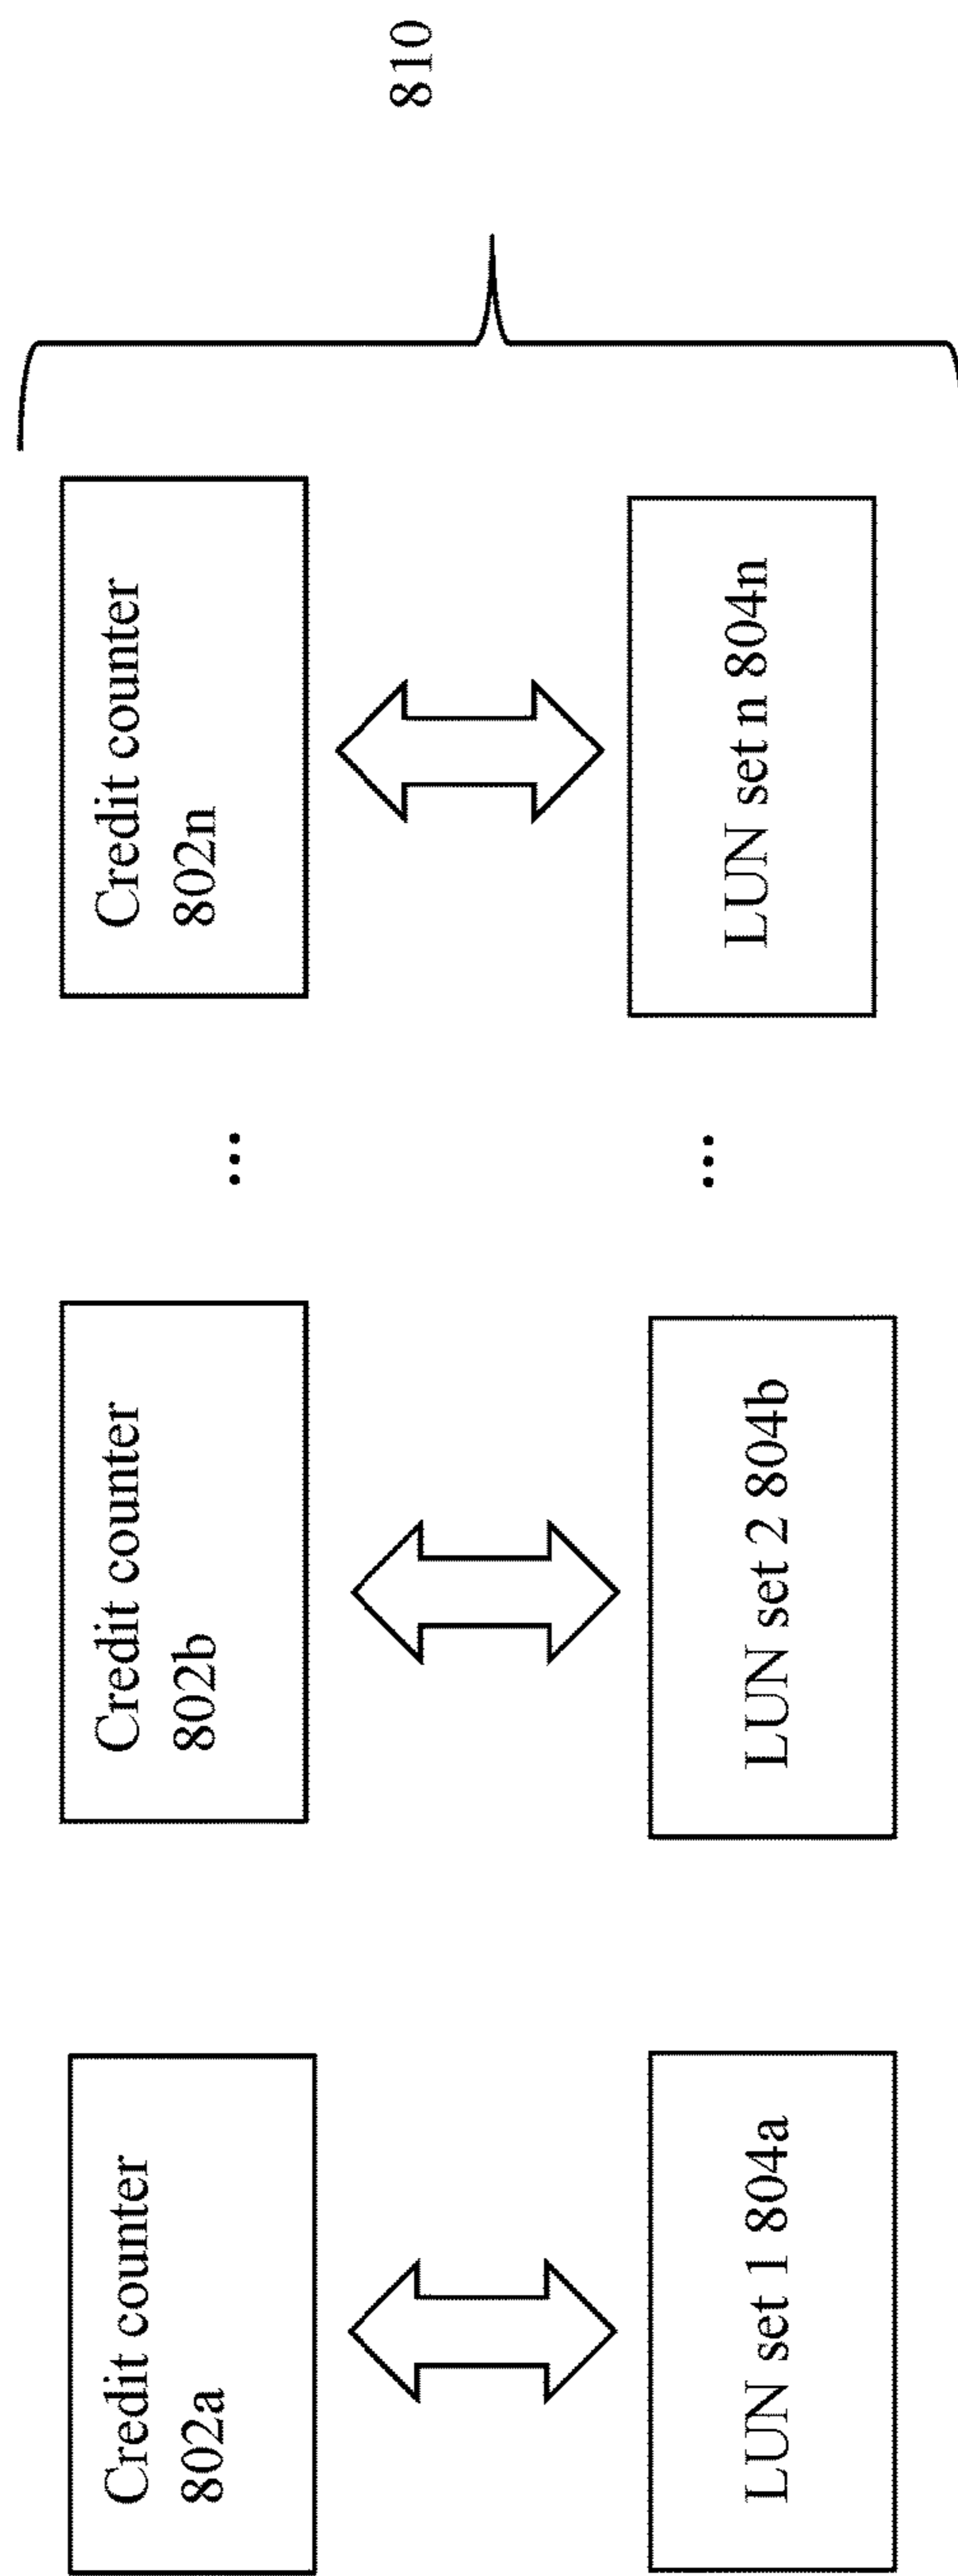 Credit counter
802a
Credit counter
802b
...
Credit counter
802n
LUN set 1 804a
LUN set 2 804b
...
LUN set n 804n
810